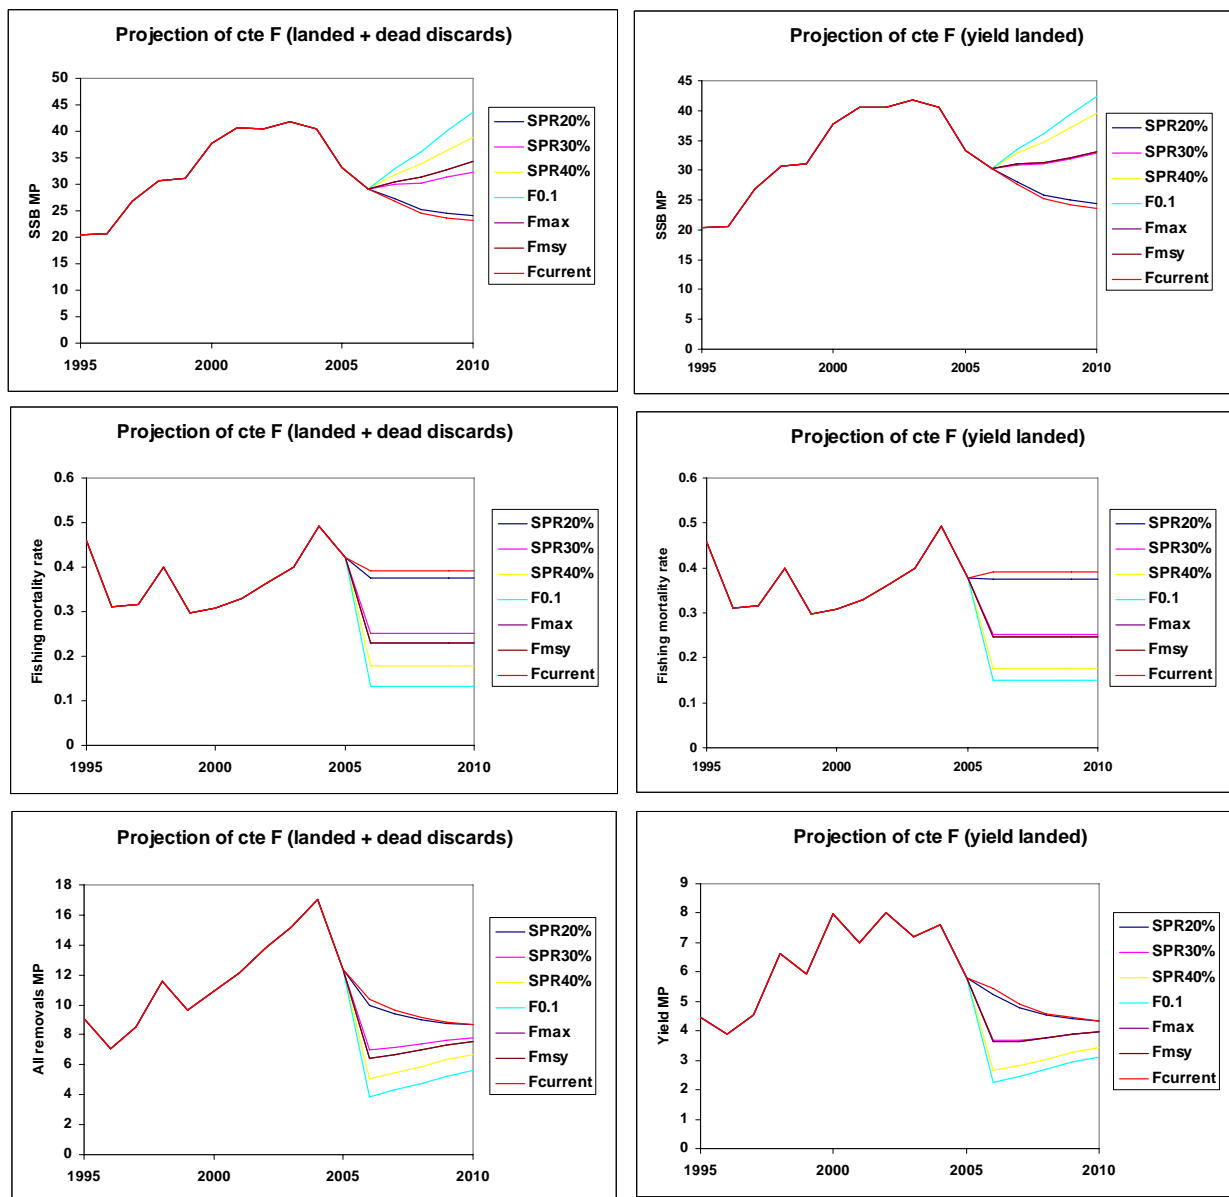 Projection of cte F (landed + dead discards)
SSB MP
50
45
40
35
30
25
20
15
10
5
0
1995
2000
2005
2010
SPR20%
SPR30%
SPR40%
F0.1
Fmax
Fmsy
Fcurrent
Projection of cte F (yield landed)
SSB MP
45
40
35
30
25
20
15
10
5
0
1995
2000
2005
2010
SPR20%
SPR30%
SPR40%
F0.1
Fmax
Fmsy
Fcurrent
Projection of cte F (landed + dead discards)
Fishing mortality rate
0.6
0.5
0.4
0.3
0.2
0.1
0
1995
2000
2005
2010
SPR20%
SPR30%
SPR40%
F0.1
Fmax
Fmsy
Fcurrent
Projection of cte F (yield landed)
Fishing mortality rate
0.6
0.5
0.4
0.3
0.2
0.1
0
1995
2000
2005
2010
SPR20%
SPR30%
SPR40%
F0.1
Fmax
Fmsy
Fcurrent
Projection of cte F (landed + dead discards)
All removals MP
18
16
14
12
10
8
6
4
2
0
1995
2000
2005
2010
SPR20%
SPR30%
SPR40%
F0.1
Fmax
Fmsy
Fcurrent
Projection of cte F (yield landed)
Yield MP
9
8
7
6
5
4
3
2
1
0
1995
2000
2005
2010
SPR20%
SPR30%
SPR40%
F0.1
Fmax
Fmsy
Fcurrent